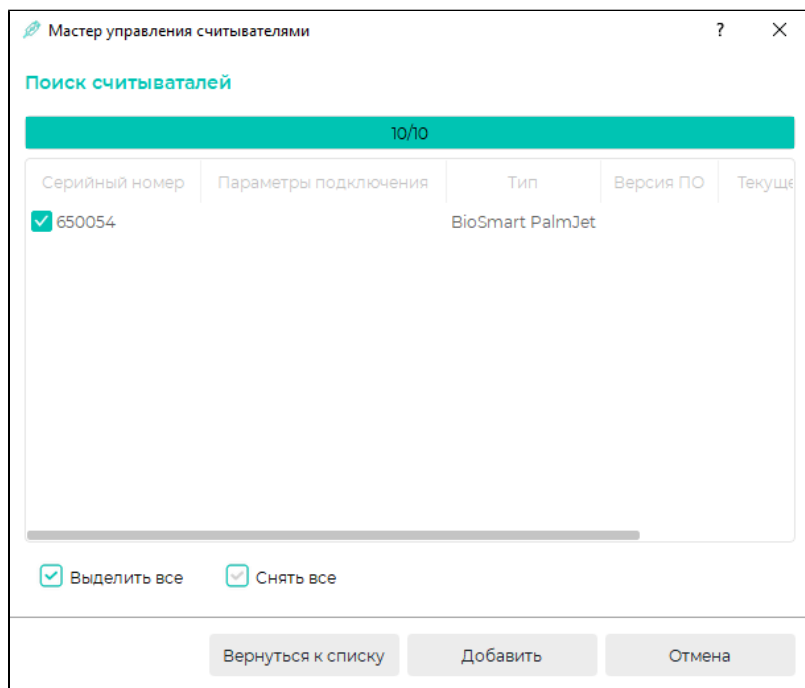 Мастер управления считывателями ?
Поиск считываталей
10/10
Серийный номер Параметры подключения Тип Версия ПО Текуще
650054 BioSmart PalmJet
Выделить все Снять все
Вернуться к списку Добавить Отмена